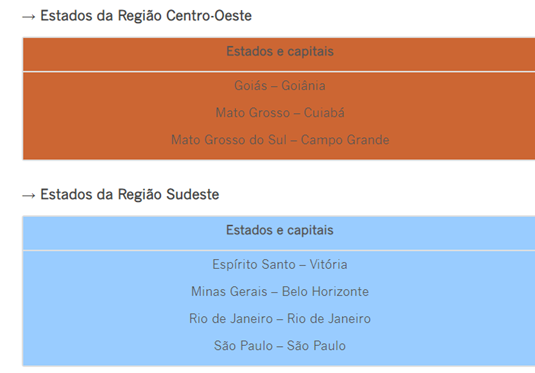 → Estados da Região Centro-Oeste
Estados e capitais
Goiás – Goiânia
Mato Grosso – Cuiabá
Mato Grosso do Sul – Campo Grande
→ Estados da Região Sudeste
Estados e capitais
Espírito Santo – Vitória
Minas Gerais – Belo Horizonte
Rio de Janeiro – Rio de Janeiro
São Paulo – São Paulo